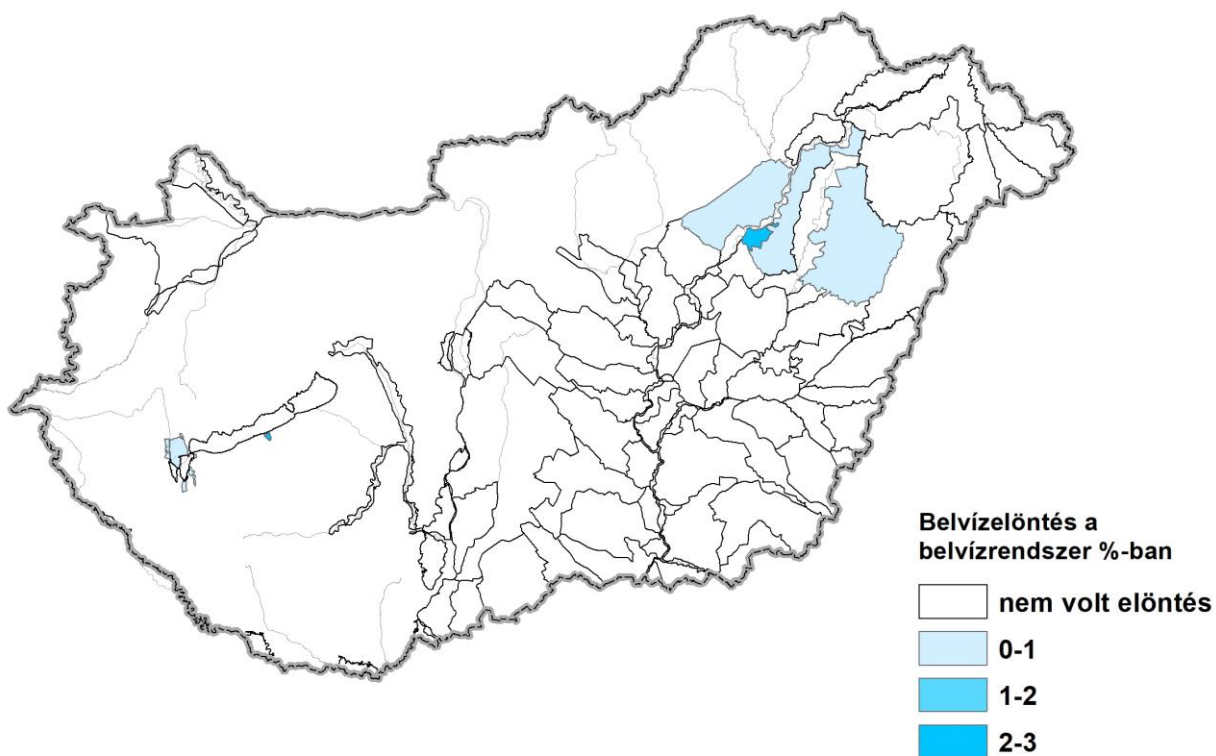 Belvízelöntés a
belvízrendszer %-ban
nem volt elöntés
0-1
1-2
2-3